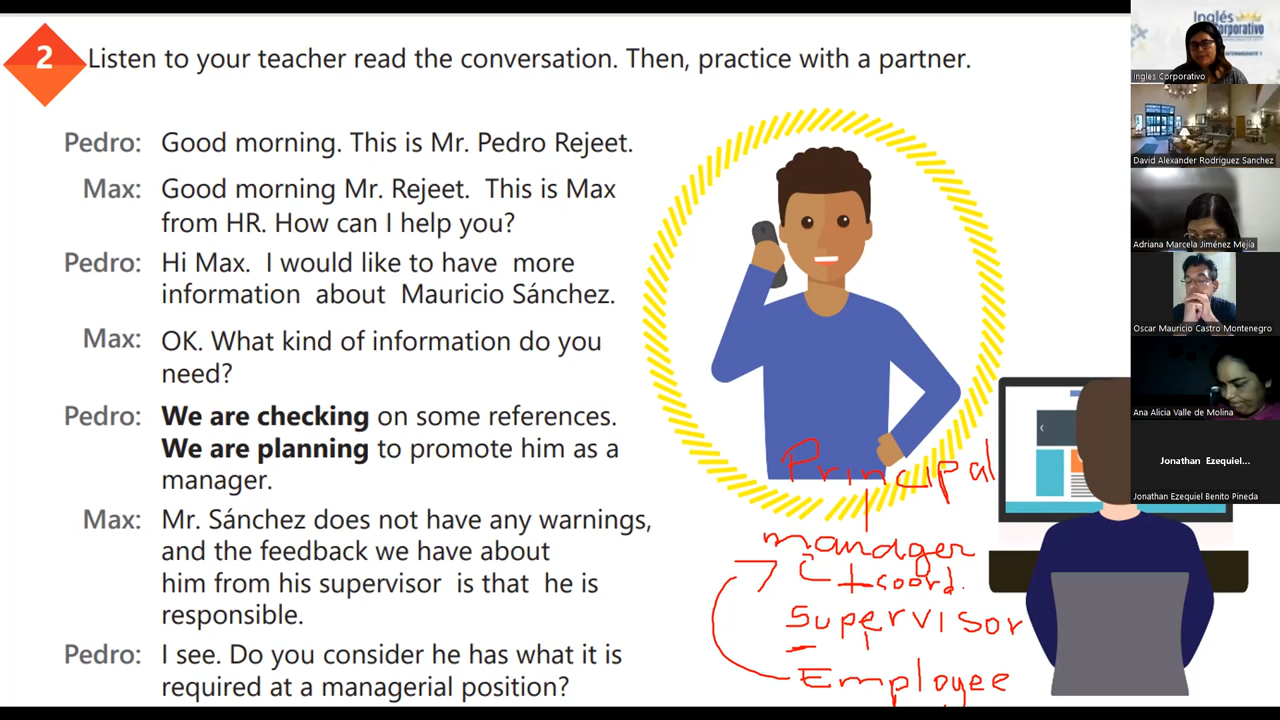 2
Listen to your teacher read the conversation. Then, practice with a partner.
Pedro: Good morning. This is Mr. Pedro Rejeet.
Max: Good morning Mr. Rejeet. This is Max
from HR. How can I help you?
Pedro: Hi Max. I would like to have more
information about Mauricio Sánchez.
Max: OK. What kind of information do you
need?
Pedro: We are checking on some references.
We are planning to promote him as a
manager.
Max: Mr. Sánchez does not have any warnings,
and the feedback we have about
him from his supervisor is that he is
responsible.
Pedro: I see. Do you consider he has what it is
required at a managerial position?
Principal
manager
coord.
Supervisor
Employee
Inglés
Corporativo
Ingles Corporativo
David Alexander Rodriguez Sanchez
Adriana Marcela Jiménez Mejía
Oscar Mauricio Castro Montenegro
Ana Alicia Valle de Molina
Jonathan Ezequiel...
Jonathan Ezequiel Benito Pineda